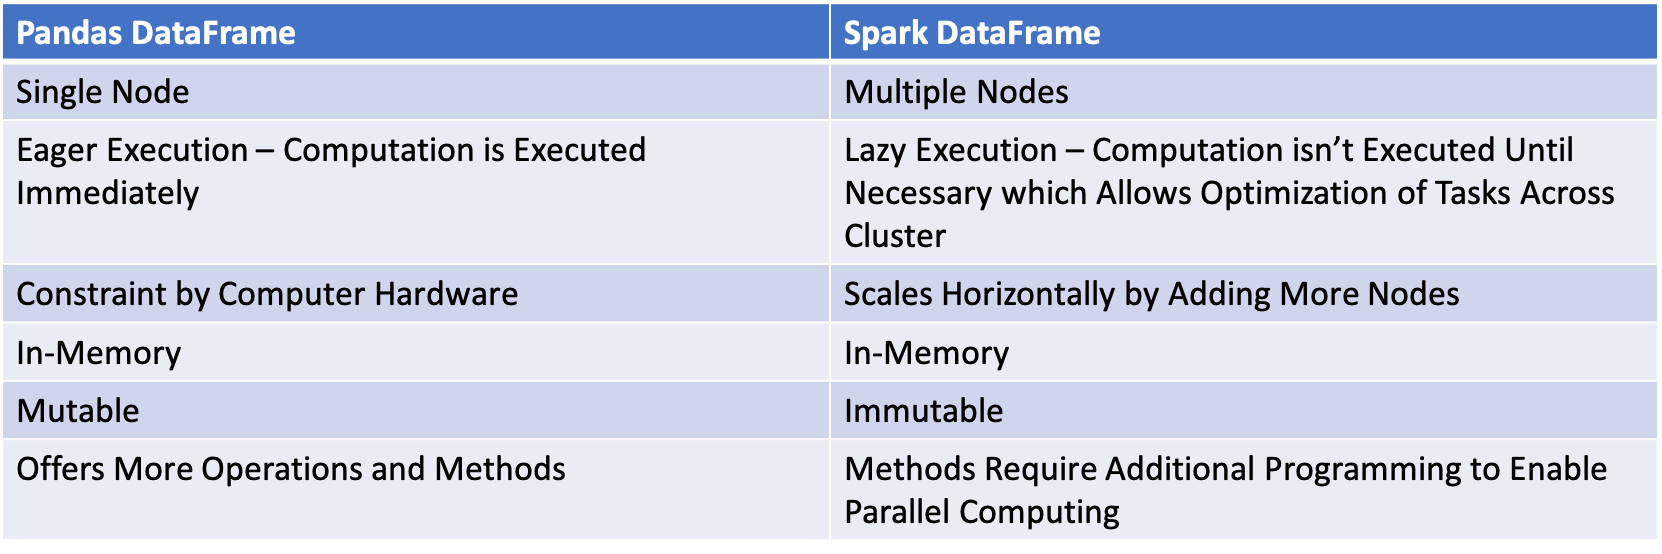 Pandas DataFrame
Spark DataFrame
Single Node
Multiple Nodes
Eager Execution – Computation is Executed
Immediately
Lazy Execution – Computation isn’t Executed Until
Necessary which Allows Optimization of Tasks Across
Cluster
Constraint by Computer Hardware
Scales Horizontally by Adding More Nodes
In-Memory
In-Memory
Mutable
Immutable
Offers More Operations and Methods
Methods Require Additional Programming to Enable
Parallel Computing